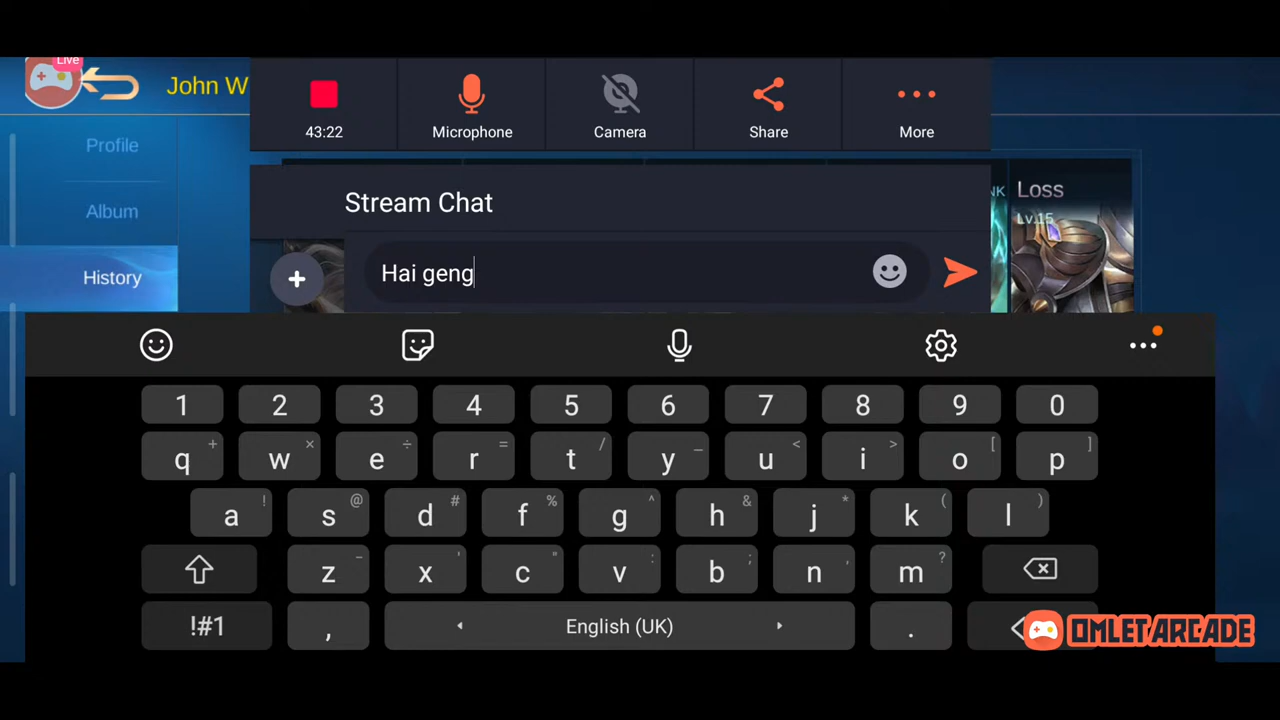 Live
John W
43:22
Microphone
Camera
Share
More
Profile
Album
History
Stream Chat
NK
Loss
Lv.15
+
Hai geng
1 2 3 4 5 6 7 8 9 0
q + w × e ÷ r = t / y _ u < i > o [ p ]
a ! s @ d # f % g ^ h & j * k ( l )
z - x ' c " v : b ; n , m ?
!#1 , English (UK) .
OMLET ARCADE